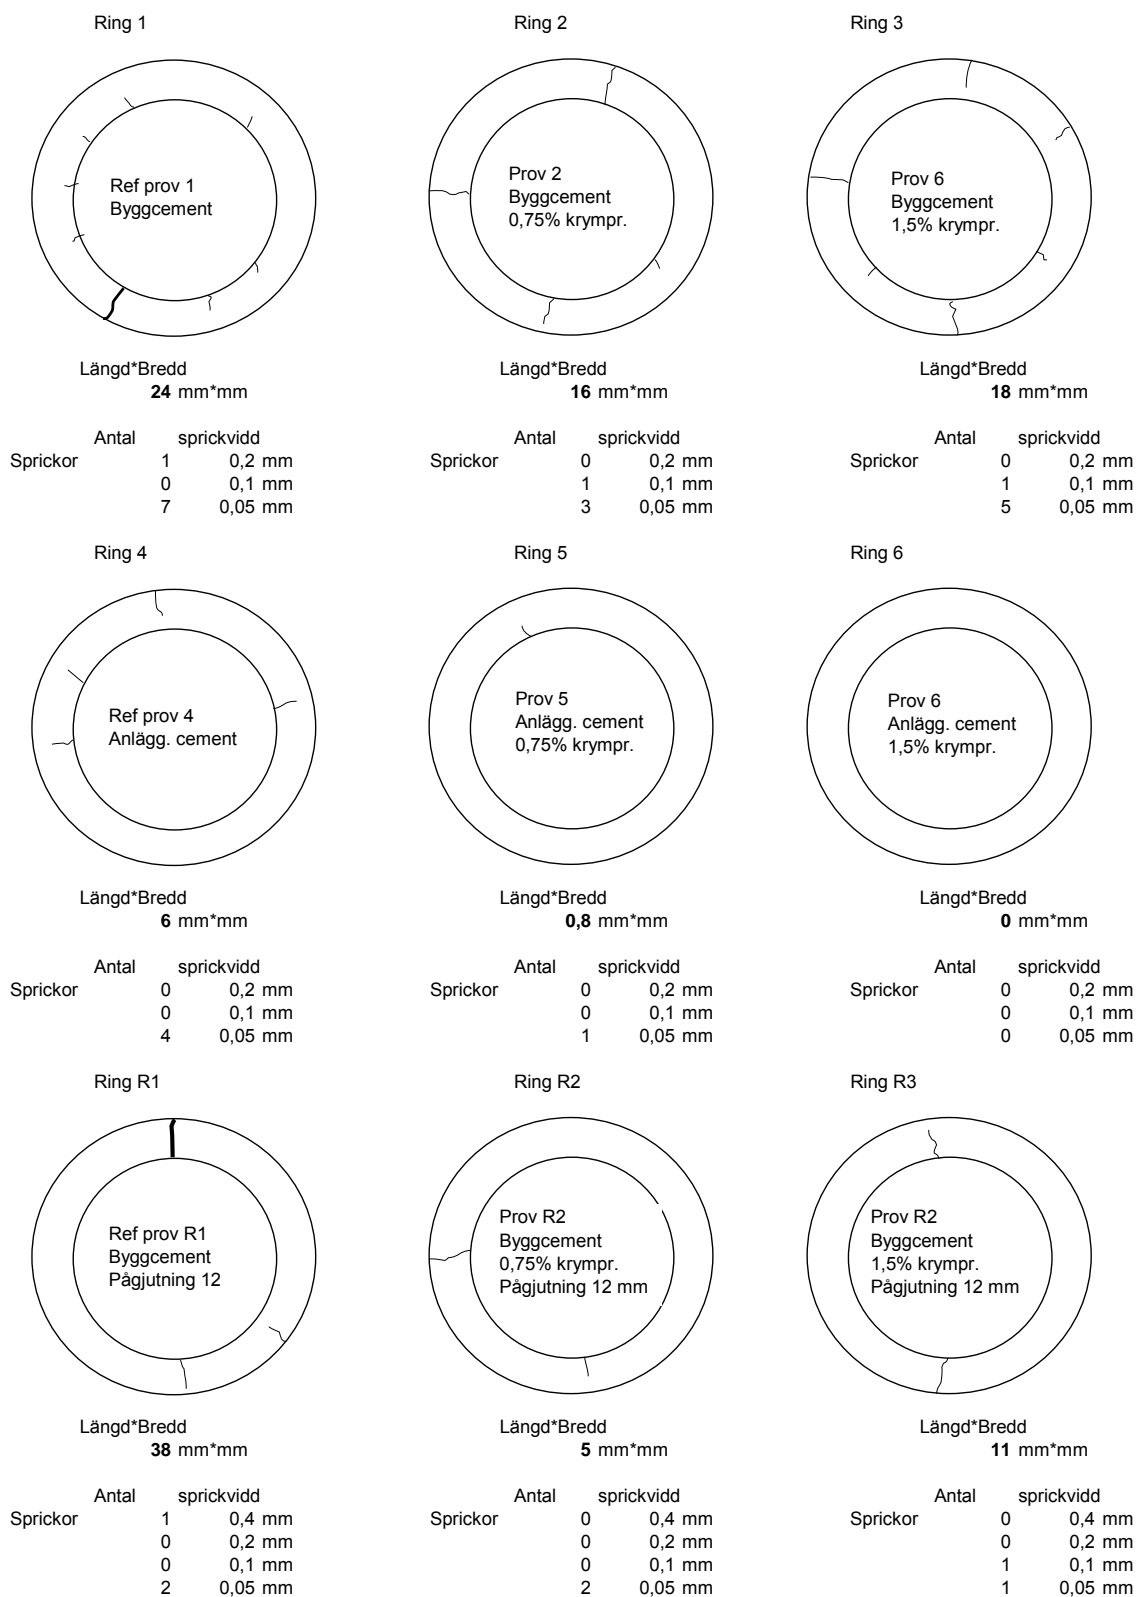 Ring 1
Ref prov 1
Byggcement
Längd*Bredd
24 mm*mm
Antal sprickvidd
Sprickor 1 0,2 mm
0 0,1 mm
7 0,05 mm
Ring 2
Prov 2
Byggcement
0,75% krympr.
Längd*Bredd
16 mm*mm
Antal sprickvidd
Sprickor 0 0,2 mm
1 0,1 mm
3 0,05 mm
Ring 3
Prov 6
Byggcement
1,5% krympr.
Längd*Bredd
18 mm*mm
Antal sprickvidd
Sprickor 0 0,2 mm
1 0,1 mm
5 0,05 mm
Ring 4
Ref prov 4
Anlägg. cement
Längd*Bredd
6 mm*mm
Antal sprickvidd
Sprickor 0 0,2 mm
0 0,1 mm
4 0,05 mm
Ring 5
Prov 5
Anlägg. cement
0,75% krympr.
Längd*Bredd
0,8 mm*mm
Antal sprickvidd
Sprickor 0 0,2 mm
0 0,1 mm
1 0,05 mm
Ring 6
Prov 6
Anlägg. cement
1,5% krympr.
Längd*Bredd
0 mm*mm
Antal sprickvidd
Sprickor 0 0,2 mm
0 0,1 mm
0 0,05 mm
Ring R1
Ref prov R1
Byggcement
Pågjutning 12
Längd*Bredd
38 mm*mm
Antal sprickvidd
Sprickor 1 0,4 mm
0 0,2 mm
0 0,1 mm
2 0,05 mm
Ring R2
Prov R2
Byggcement
0,75% krympr.
Pågjutning 12 mm
Längd*Bredd
5 mm*mm
Antal sprickvidd
Sprickor 0 0,4 mm
0 0,2 mm
0 0,1 mm
2 0,05 mm
Ring R3
Prov R2
Byggcement
1,5% krympr.
Pågjutning 12 mm
Längd*Bredd
11 mm*mm
Antal sprickvidd
Sprickor 0 0,4 mm
0 0,2 mm
1 0,1 mm
1 0,05 mm